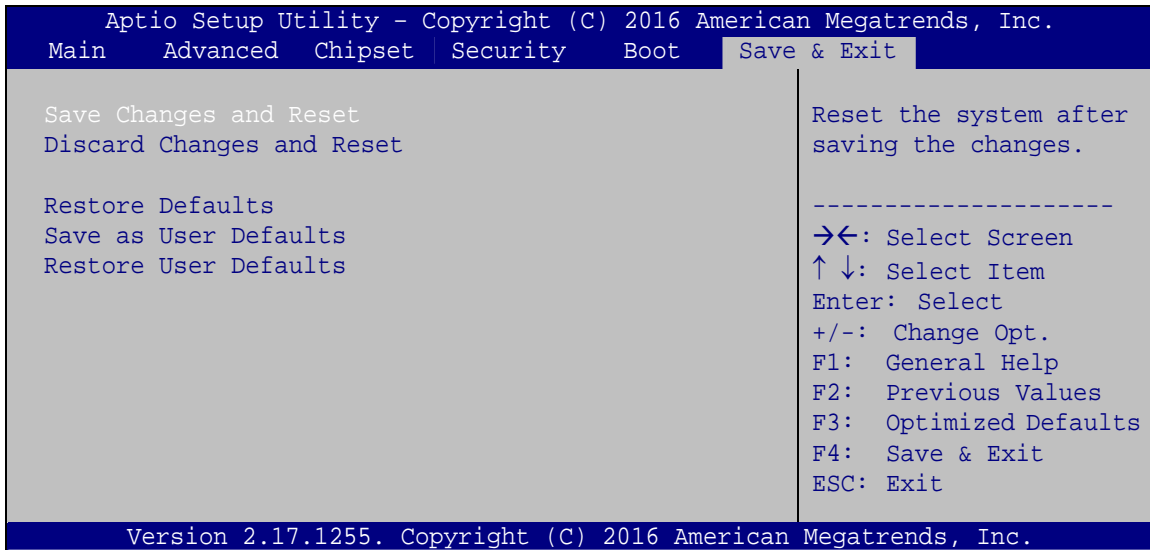 Aptio Setup Utility – Copyright (C) 2016 American Megatrends, Inc.
Main Advanced Chipset Security Boot Save & Exit
Save Changes and Reset
Discard Changes and Reset
Restore Defaults
Save as User Defaults
Restore User Defaults
Reset the system after
saving the changes.
---------------------
→←: Select Screen
↑ ↓: Select Item
Enter: Select
+/-: Change Opt.
F1: General Help
F2: Previous Values
F3: Optimized Defaults
F4: Save & Exit
ESC: Exit
Version 2.17.1255. Copyright (C) 2016 American Megatrends, Inc.